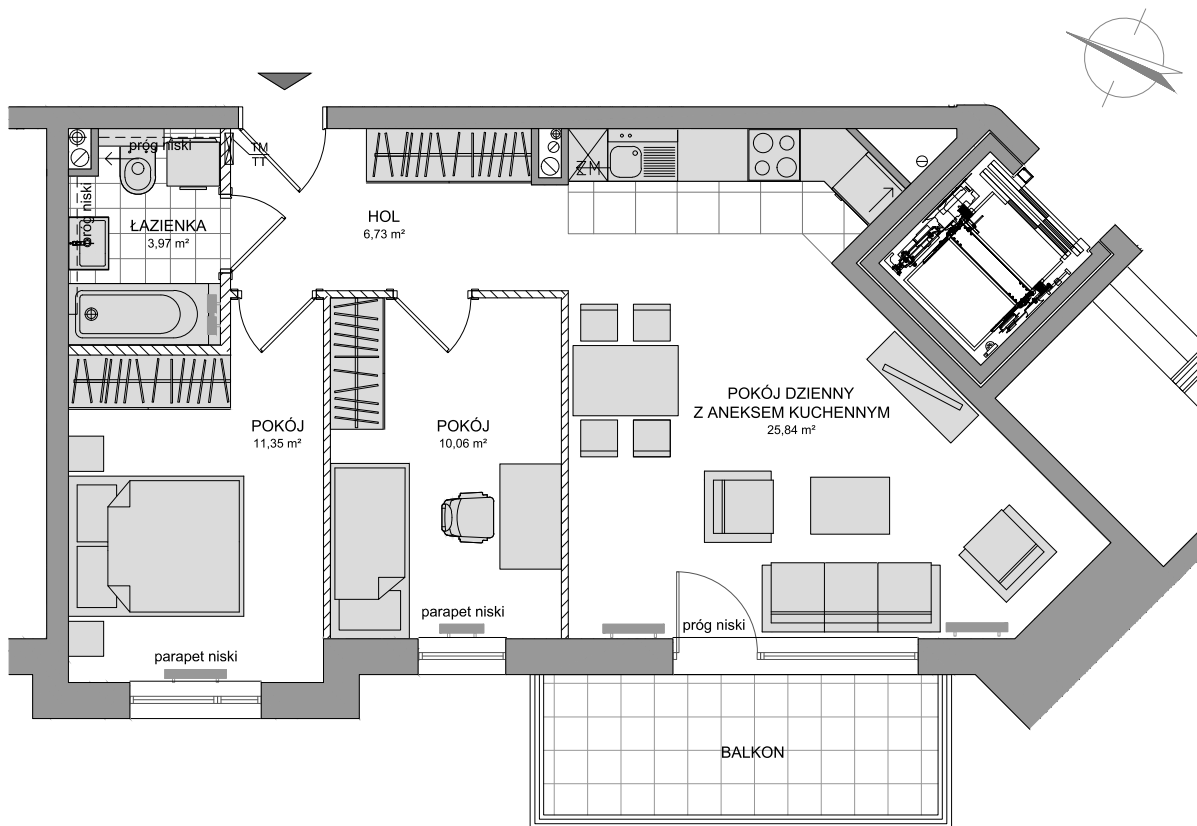 próg niski
TM
TT
ZM
próg niski
ŁAZIENKA
3,97 m²
HOL
6,73 m²
POKÓJ
11,35 m²
POKÓJ
10,06 m²
POKÓJ DZIENNY
Z ANEKSEM KUCHENNYM
25,84 m²
parapet niski
próg niski
parapet niski
BALKON